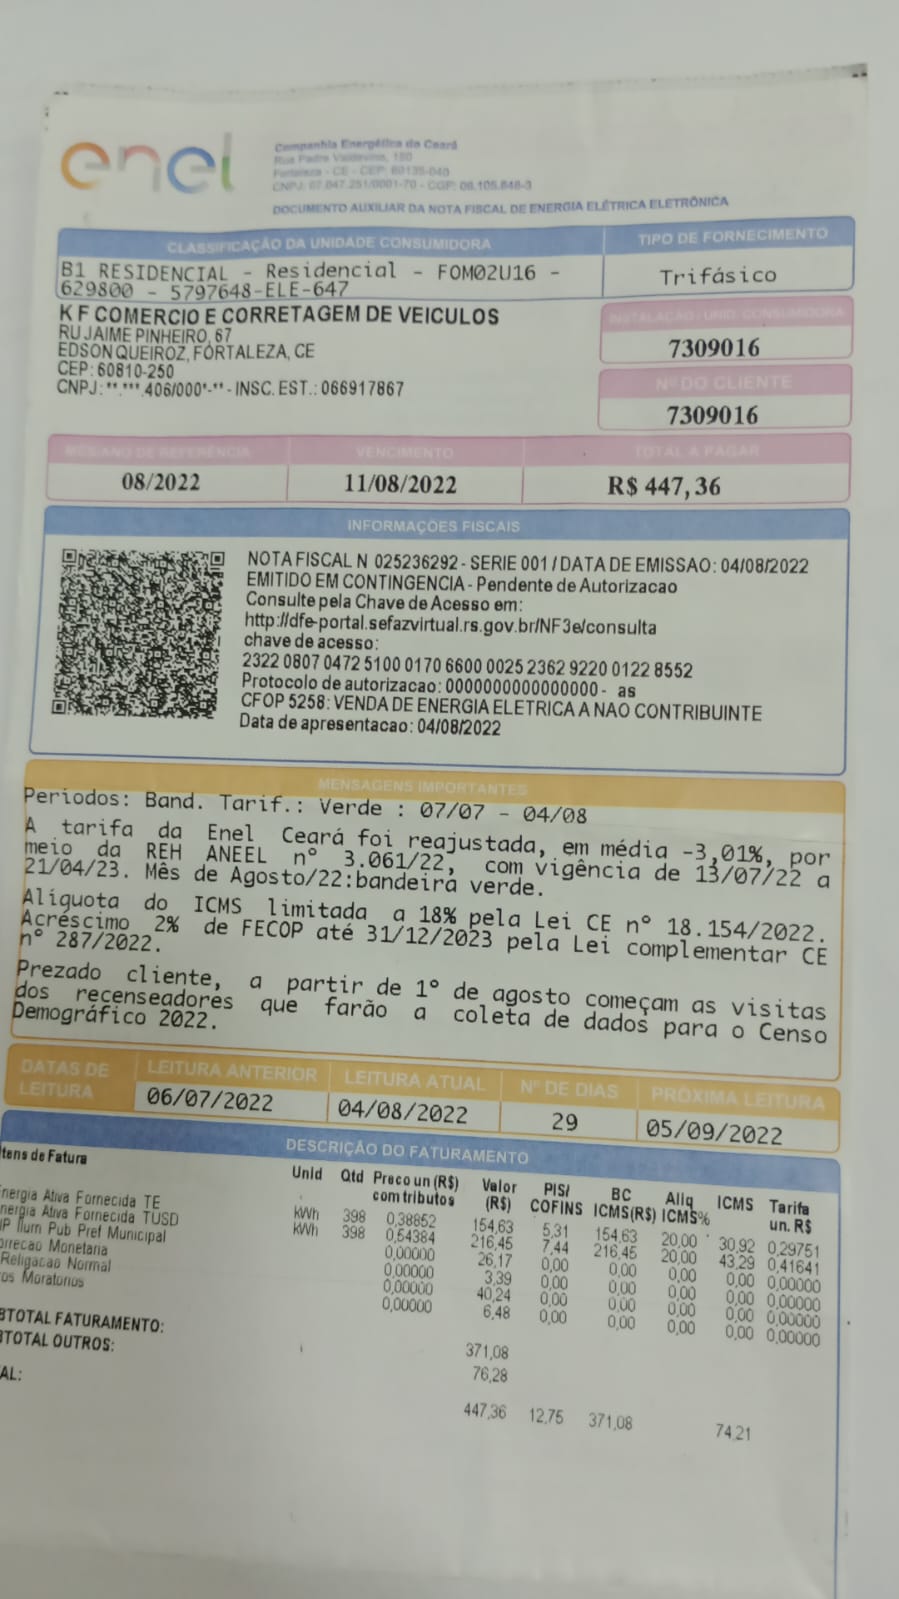 enel
Companhia Energética do Ceará
Rua Padre Valdevino, 150
Fortaleza - CE - CEP: 60135-040
CNPJ: 07.047.251/0001-70 - CGF: 06.105.848-3
DOCUMENTO AUXILIAR DA NOTA FISCAL DE ENERGIA ELÉTRICA ELETRÔNICA
CLASSIFICAÇÃO DA UNIDADE CONSUMIDORA
TIPO DE FORNECIMENTO
B1 RESIDENCIAL - Residencial - FOM02U16 -
629800 - 5797648-ELE-647
Trifásico
K F COMERCIO E CORRETAGEM DE VEICULOS
RU JAIME PINHEIRO, 67
EDSON QUEIROZ, FORTALEZA, CE
CEP: 60810-250
CNPJ: **.***.406/000*-** - INSC. EST.: 066917867
INSTALAÇÃO / UNID. CONSUMIDORA
7309016
Nº DO CLIENTE
7309016
MÊS/ANO DE REFERÊNCIA VENCIMENTO TOTAL A PAGAR
08/2022 11/08/2022 R$ 447,36
INFORMAÇÕES FISCAIS
NOTA FISCAL N 025236292 - SERIE 001 / DATA DE EMISSAO: 04/08/2022
EMITIDO EM CONTINGENCIA - Pendente de Autorizacao
Consulte pela Chave de Acesso em:
http://dfe-portal.sefazvirtual.rs.gov.br/NF3e/consulta
chave de acesso:
2322 0807 0472 5100 0170 6600 0025 2362 9220 0122 8552
Protocolo de autorizacao: 0000000000000000 - as
CFOP 5258: VENDA DE ENERGIA ELETRICA A NAO CONTRIBUINTE
Data de apresentacao: 04/08/2022
MENSAGENS IMPORTANTES
Períodos: Band. Tarif.: Verde : 07/07 - 04/08
A tarifa da Enel Ceará foi reajustada, em média -3,01%, por
meio da REH ANEEL nº 3.061/22, com vigência de 13/07/22 a
21/04/23. Mês de Agosto/22:bandeira verde.
Alíquota do ICMS limitada a 18% pela Lei CE nº 18.154/2022.
Acréscimo 2% de FECOP até 31/12/2023 pela Lei complementar CE
nº 287/2022.
Prezado cliente, a partir de 1º de agosto começam as visitas
dos recenseadores que farão a coleta de dados para o Censo
Demográfico 2022.
DATAS DE LEITURA
LEITURA ANTERIOR LEITURA ATUAL Nº DE DIAS PRÓXIMA LEITURA
06/07/2022 04/08/2022 29 05/09/2022
DESCRIÇÃO DO FATURAMENTO
tens de Fatura Unid Qtd Preco un (R$) com tributos Valor (R$) PIS/ COFINS BC ICMS(R$) Aliq ICMS% ICMS Tarifa un. R$
nergia Ativa Fornecida TE kWh 398 0,38852 154,63 5,31 154,63 20,00 30,92 0,29751
nergia Ativa Fornecida TUSD kWh 398 0,54384 216,45 7,44 216,45 20,00 43,29 0,41641
IP Ilum Pub Pref Municipal 0,00000 26,17 0,00 0,00 0,00 0,00 0,00000
orrecao Monetaria 0,00000 3,39 0,00 0,00 0,00 0,00 0,00000
Religacao Normal 0,00000 40,24 0,00 0,00 0,00 0,00 0,00000
os Moratorios 0,00000 6,48 0,00 0,00 0,00 0,00 0,00000
BTOTAL FATURAMENTO: 371,08
BTOTAL OUTROS: 76,28
AL: 447,36 12,75 371,08 74,21